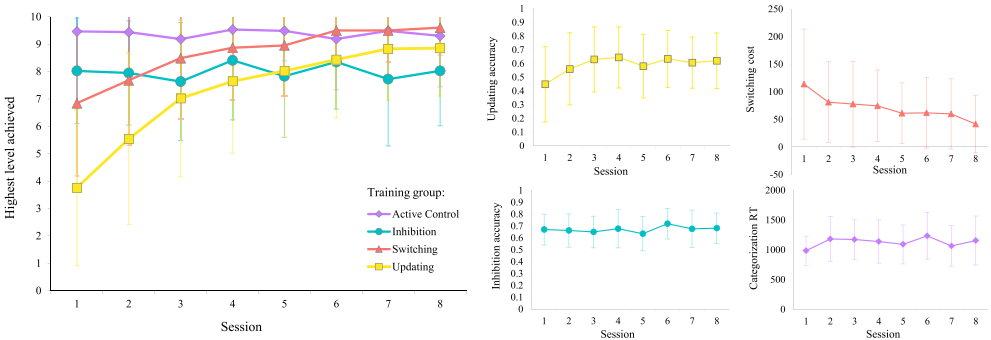 Highest level achieved
10
9
8
7
6
5
4
3
2
1
0
1 2 3 4 5 6 7 8
Session
Training group:
Active Control
Inhibition
Switching
Updating
Updating accuracy
1
0.9
0.8
0.7
0.6
0.5
0.4
0.3
0.2
0.1
0
1 2 3 4 5 6 7 8
Session
Switching cost
250
200
150
100
50
0
-50
1 2 3 4 5 6 7 8
Session
Inhibition accuracy
1
0.9
0.8
0.7
0.6
0.5
0.4
0.3
0.2
0.1
0
1 2 3 4 5 6 7 8
Session
Categorization RT
2000
1500
1000
500
0
1 2 3 4 5 6 7 8
Session